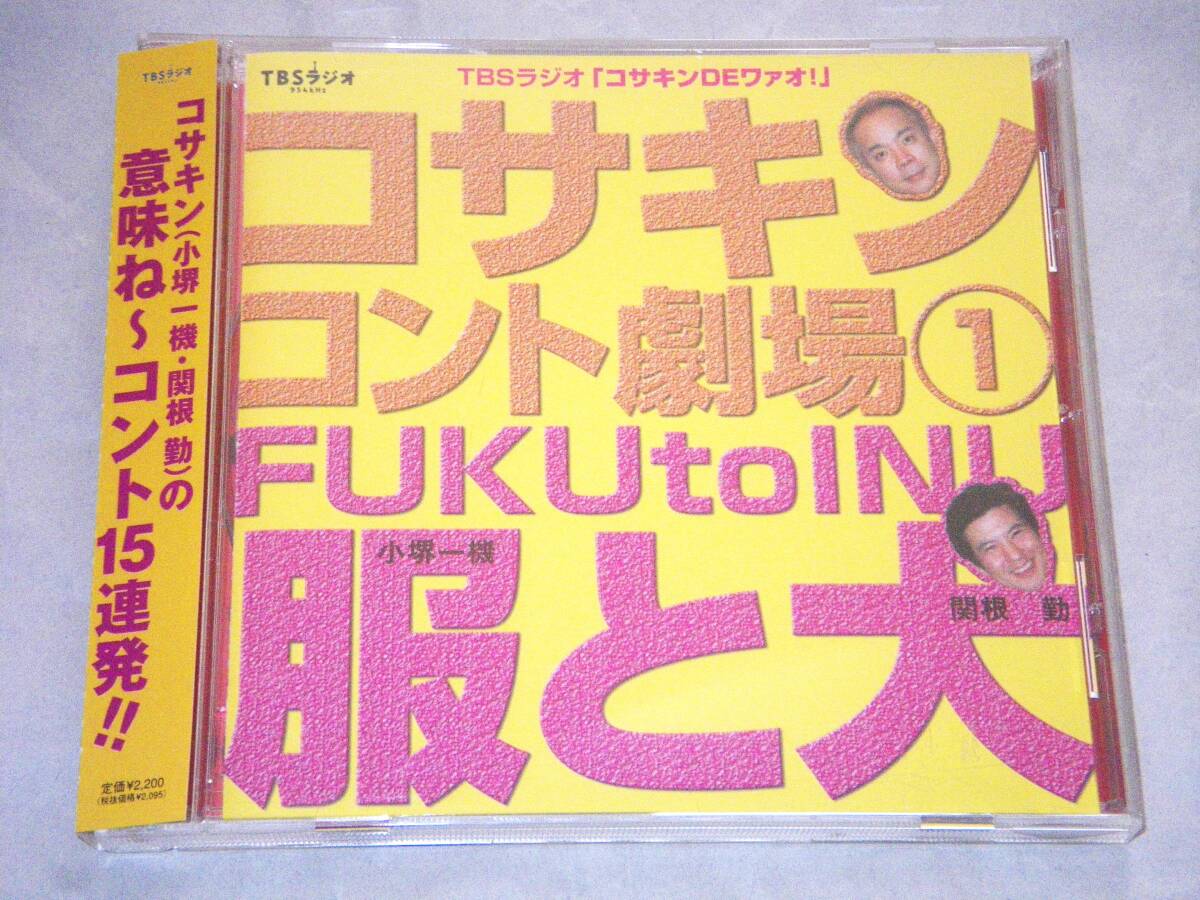 TBSラジオ
コサキン(小堺一機・関根 勤)の
意味ね〜コント15連発!!
定価¥2,200
(税抜価格¥2,095)
TBSラジオ
954kHz
TBSラジオ「コサキンDEワァオ!」
コサキン
コント劇場①
FUKUtoINU
小堺一機
関根 勤
服と犬